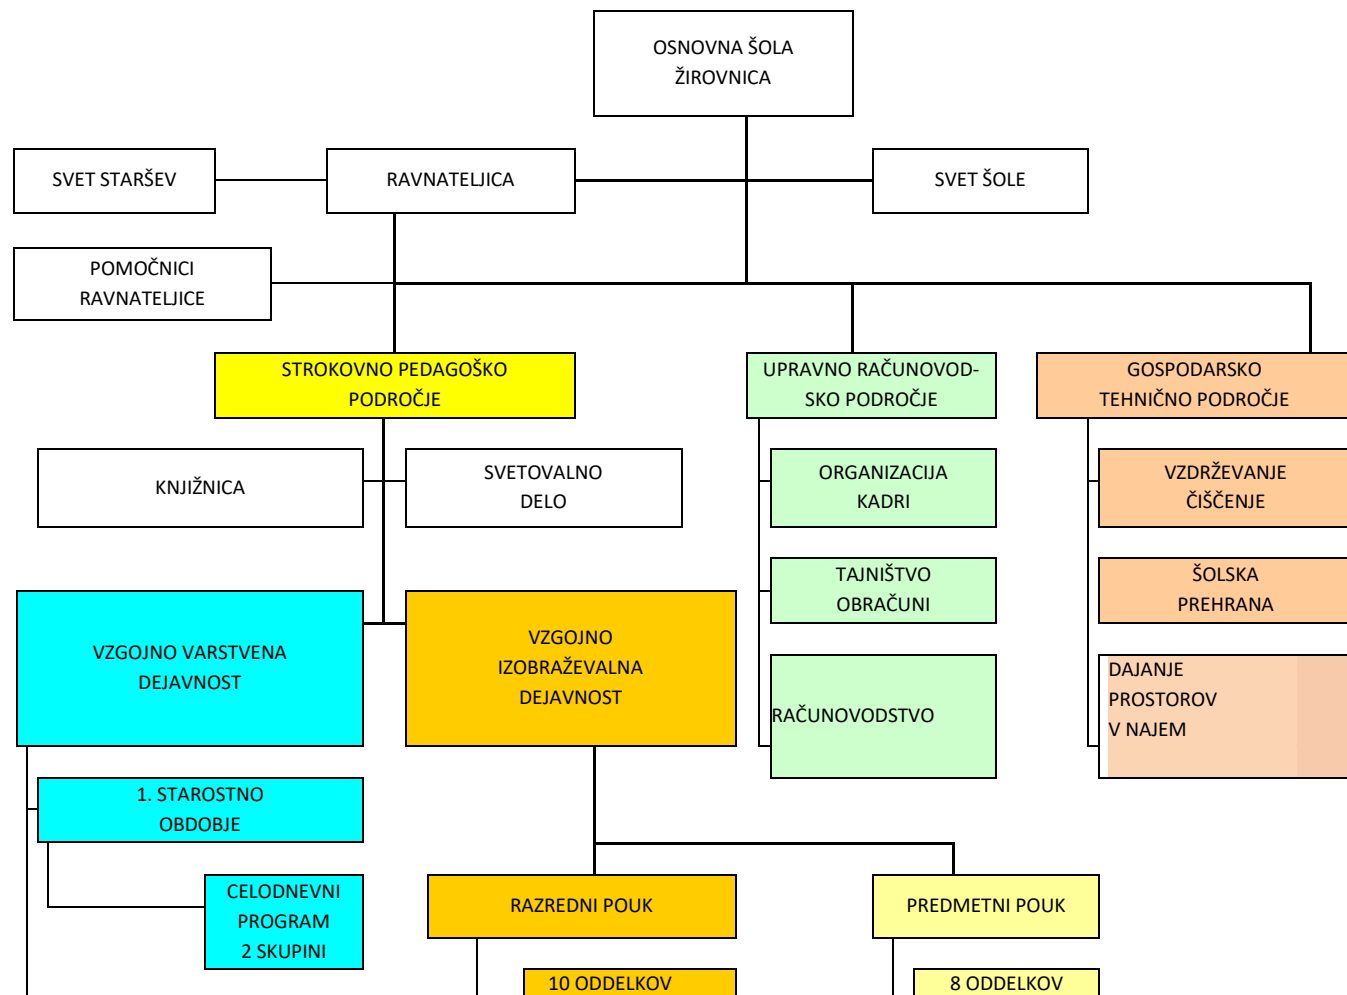 OSNOVNA ŠOLA
ŽIROVNICA
SVET STARŠEV
RAVNATELJICA
SVET ŠOLE
POMOČNICI
RAVNATELJICE
STROKOVNO PEDAGOŠKO
PODROČJE
UPRAVNO RAČUNOVOD-
SKO PODROČJE
GOSPODARSKO
TEHNIČNO PODROČJE
KNJIŽNICA
SVETOVALNO
DELO
ORGANIZACIJA
KADRI
VZDRŽEVANJE
ČIŠČENJE
TAJNIŠTVO
OBRAČUNI
ŠOLSKA
PREHRANA
VZGOJNO VARSTVENA
DEJAVNOST
VZGOJNO
IZOBRAŽEVALNA
DEJAVNOST
RAČUNOVODSTVO
DAJANJE
PROSTOROV
V NAJEM
1. STAROSTNO
OBDOBJE
CELODNEVNI
PROGRAM
2 SKUPINI
RAZREDNI POUK
PREDMETNI POUK
10 ODDELKOV
8 ODDELKOV